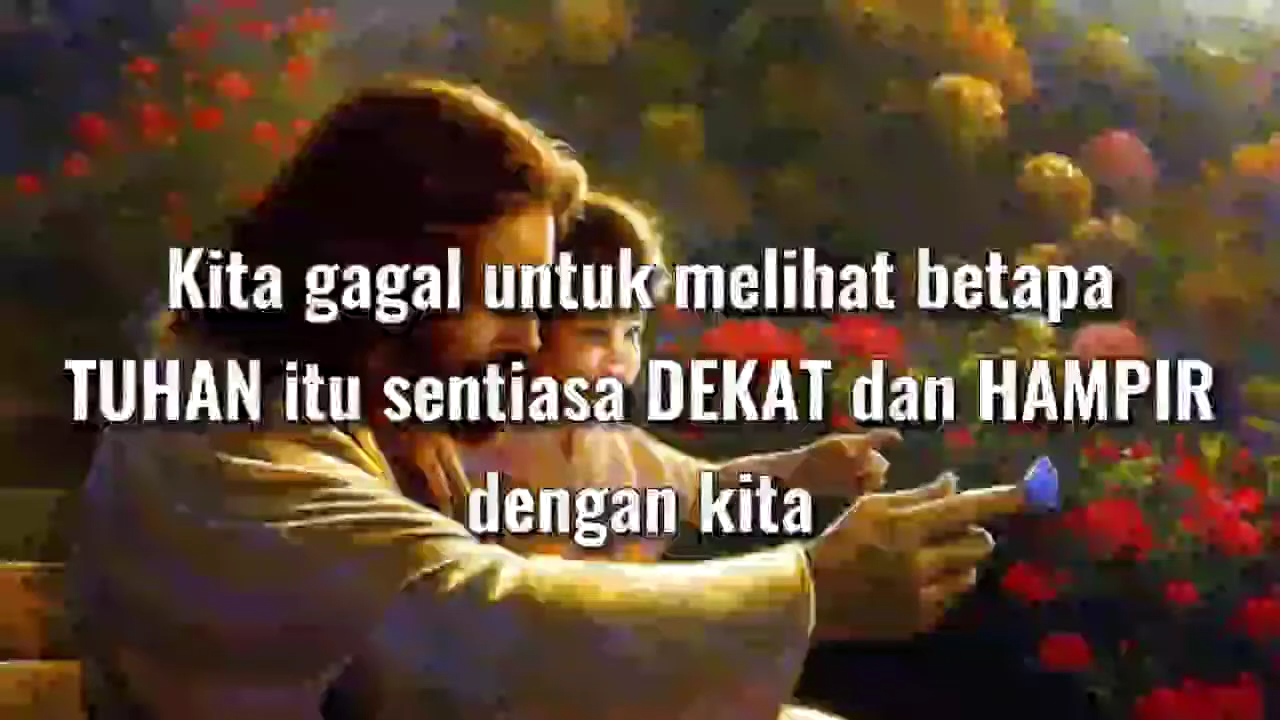 Kita gagal untuk melihat betapa
TUHAN itu sentiasa DEKAT dan HAMPIR
dengan kita